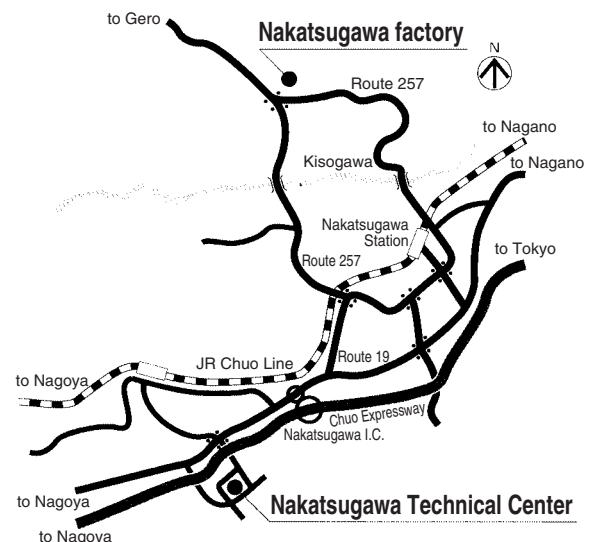 to Gero
Nakatsugawa factory
N
Route 257
to Nagano
to Nagano
Kisogawa
Nakatsugawa
Station
to Tokyo
Route 257
JR Chuo Line
Route 19
to Nagoya
Chuo Expressway
Nakatsugawa I.C.
to Nagoya
Nakatsugawa Technical Center
to Nagoya